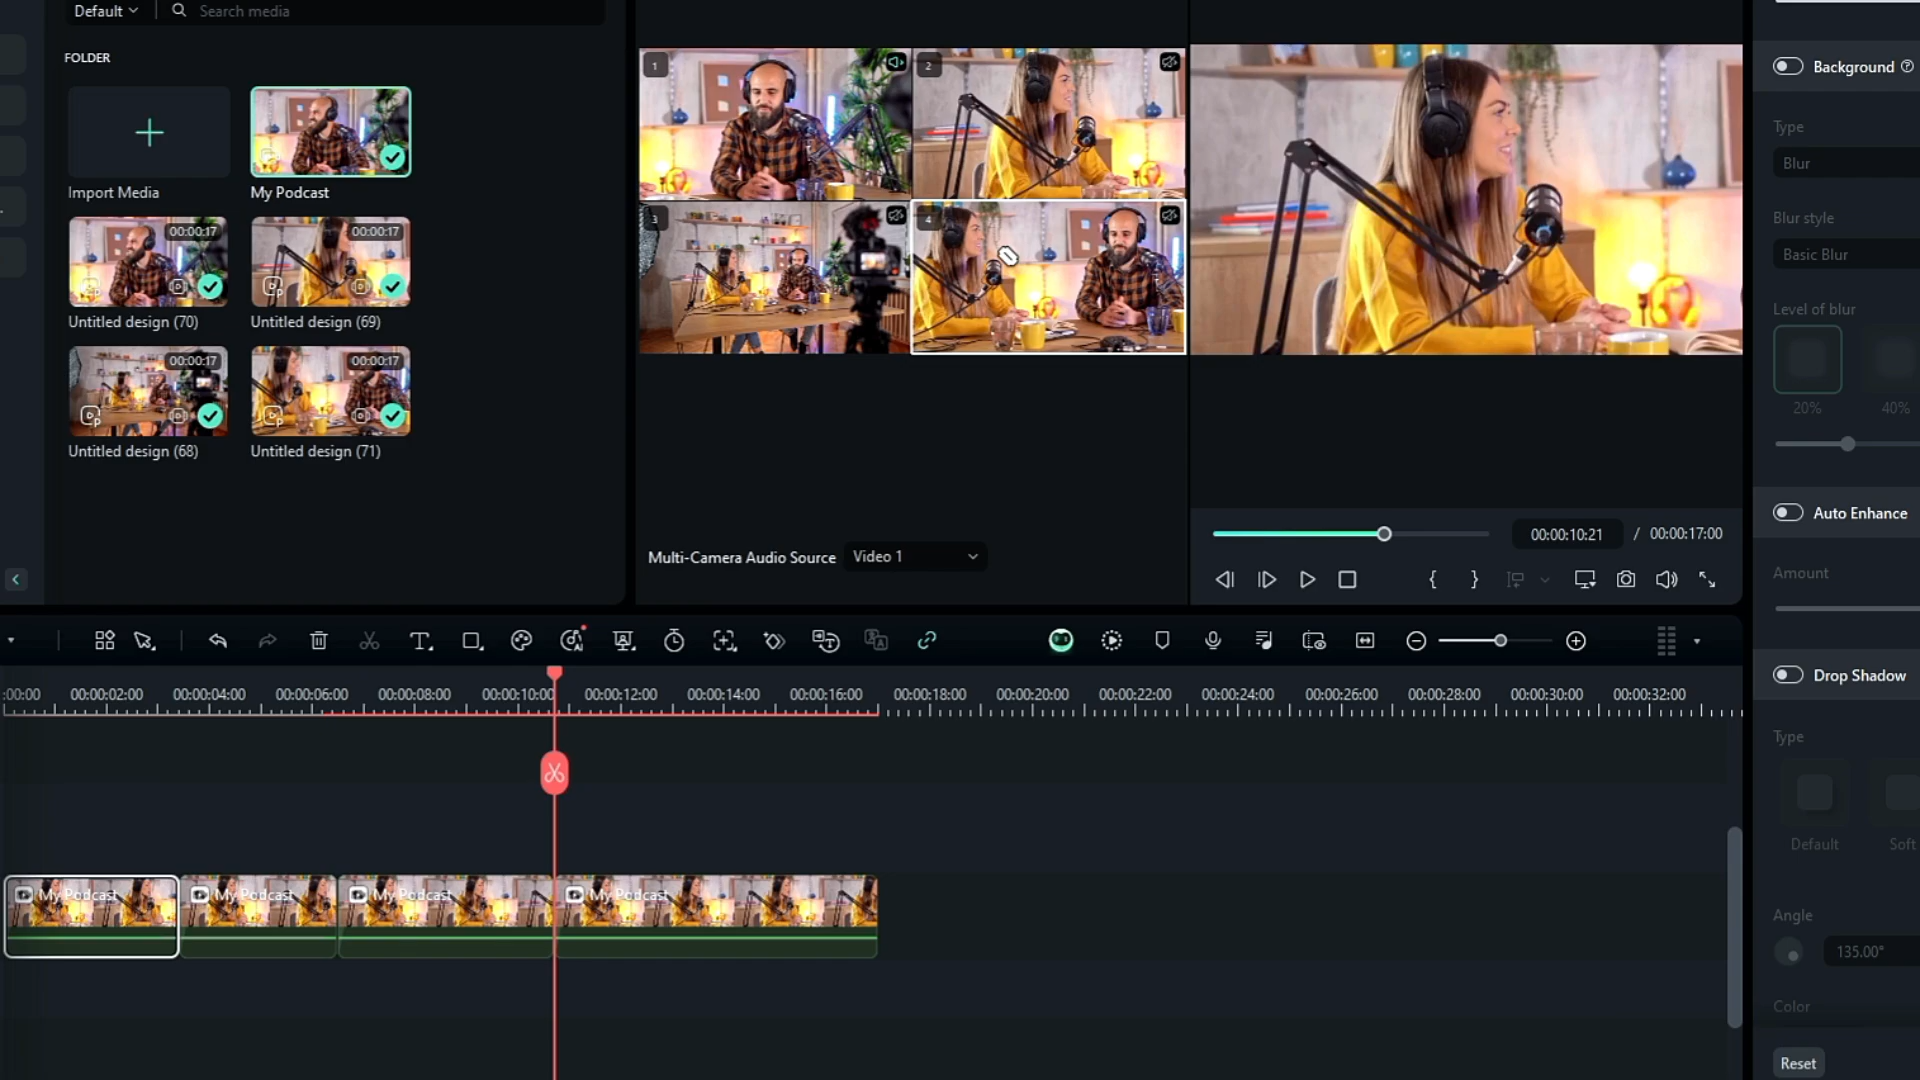 Default
Search media
FOLDER
Import Media
My Podcast
00:00:17
00:00:17
Untitled design (70)
Untitled design (69)
00:00:17
00:00:17
Untitled design (68)
Untitled design (71)
1
2
3
4
Multi-Camera Audio Source
Video 1
00:00:10:21 / 00:00:17:00
Background
Type
Blur
Blur style
Basic Blur
Level of blur
20%
40%
Auto Enhance
Amount
Drop Shadow
Type
Default
Soft
Angle
135.00°
Color
Reset
:00:00 00:00:02:00 00:00:04:00 00:00:06:00 00:00:08:00 00:00:10:00 00:00:12:00 00:00:14:00 00:00:16:00 00:00:18:00 00:00:20:00 00:00:22:00 00:00:24:00 00:00:26:00 00:00:28:00 00:00:30:00 00:00:32:00
My Podcast
My Podcast
My Podcast
My Podcast